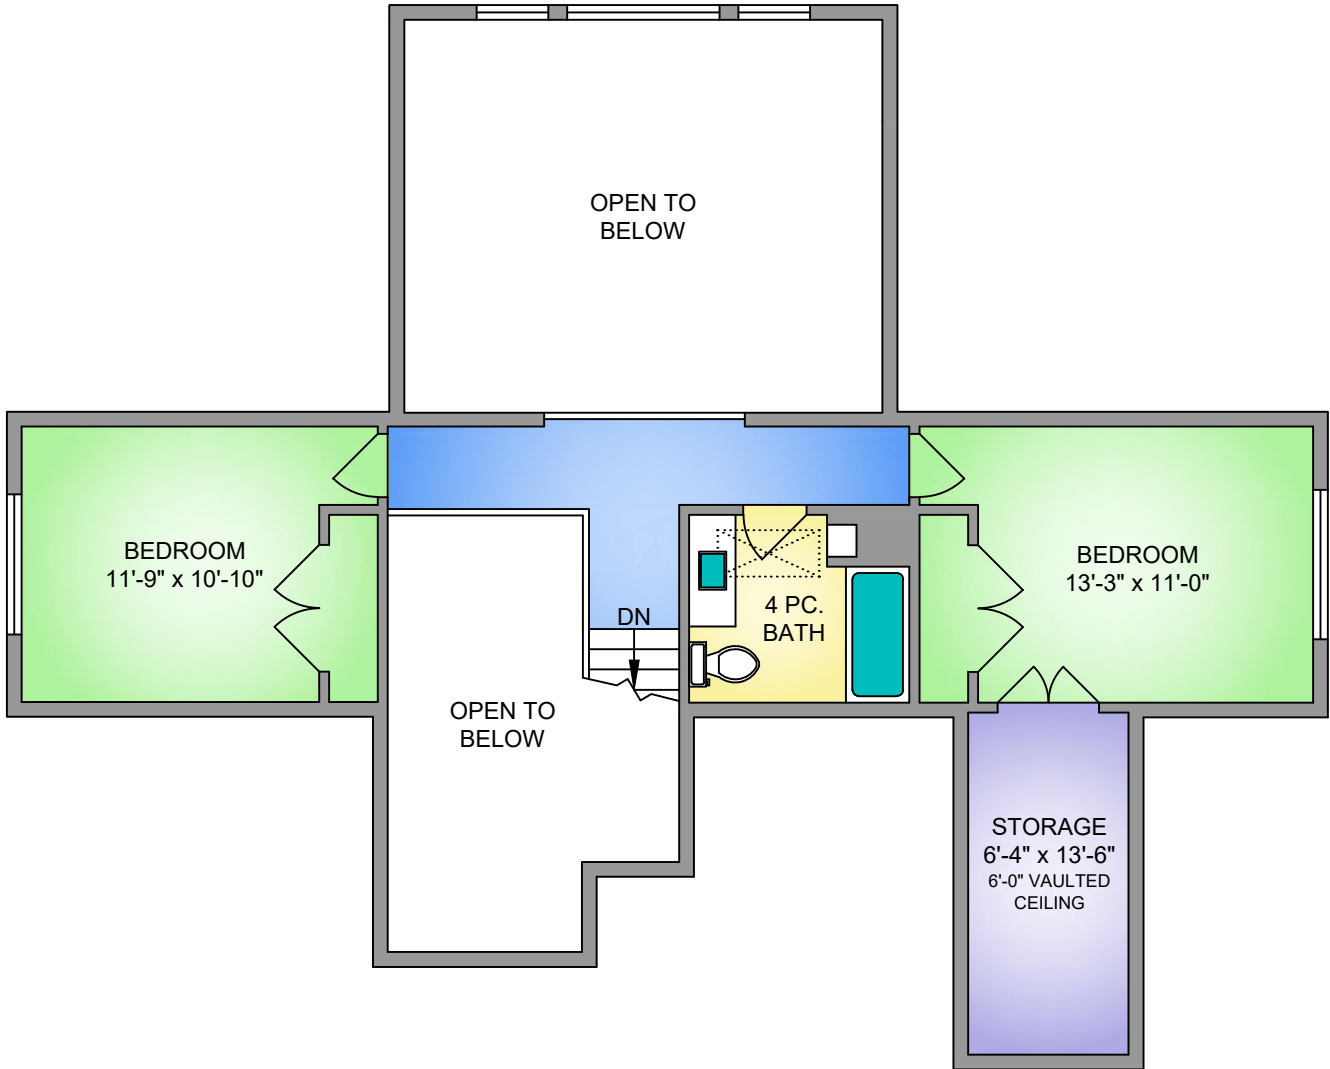 OPEN TO
BELOW
BEDROOM
11'-9" x 10'-10"
BEDROOM
13'-3" x 11'-0"
4 PC.
BATH
DN
OPEN TO
BELOW
STORAGE
6'-4" x 13'-6"
6'-0" VAULTED
CEILING